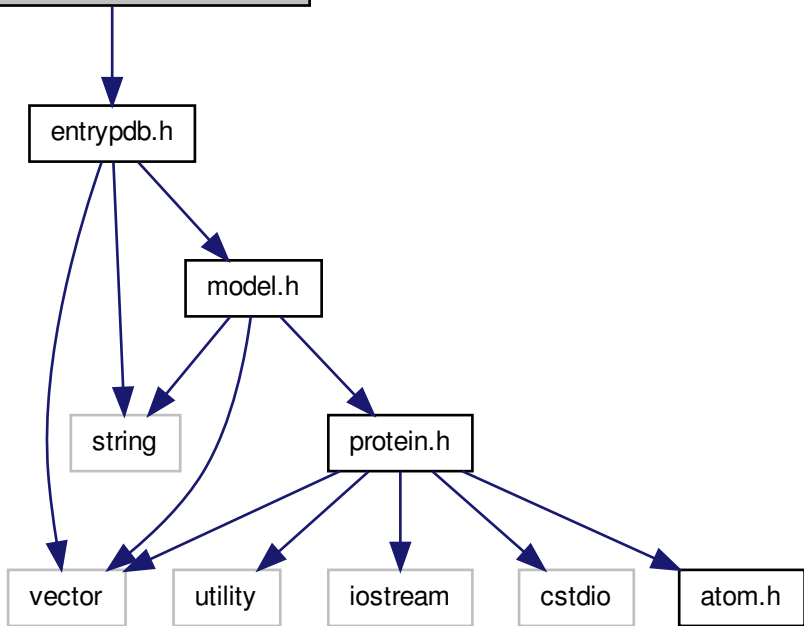 entrypdb.h
model.h
string
protein.h
vector
utility
iostream
cstdio
atom.h